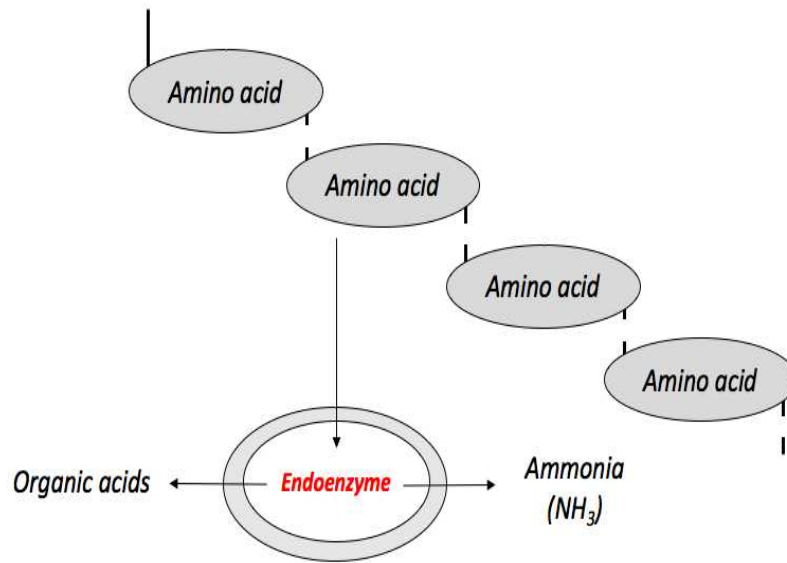 Amino acid
Amino acid
Amino acid
Amino acid
Organic acids
Endoenzyme
Ammonia
(NH₃)